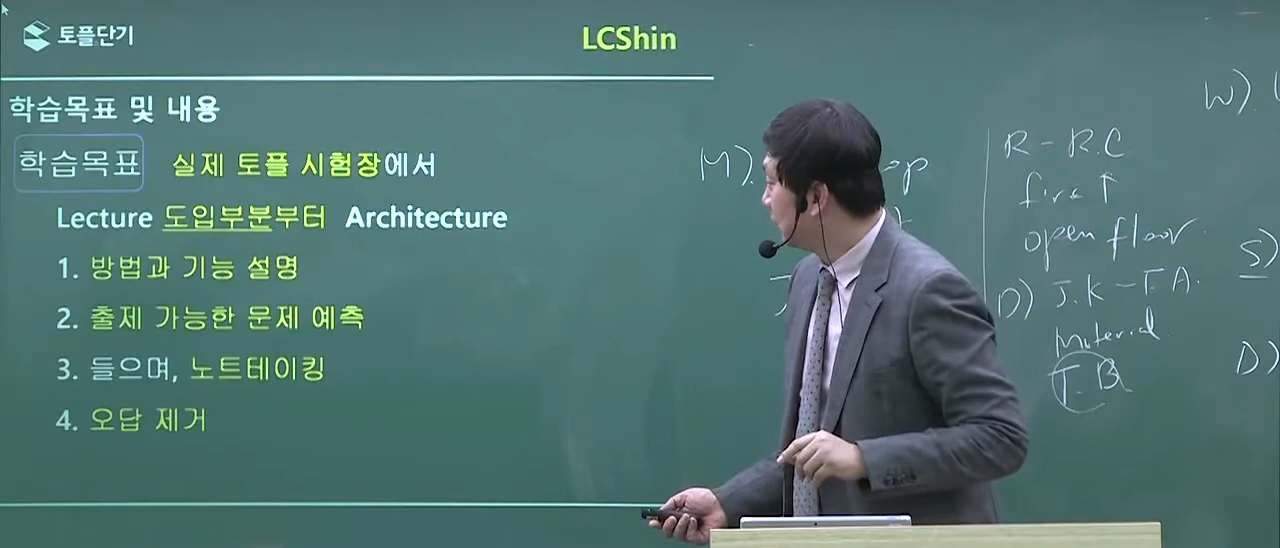 토플단기
LCShin
학습목표 및 내용
학습목표 실제 토플 시험장에서
Lecture 도입부분부터 Architecture
1. 방법과 기능 설명
2. 출제 가능한 문제 예측
3. 들으며, 노트테이킹
4. 오답 제거
M).
R - R.C
first
open floor
D) J.K - T.A.
Material
T.B
W).
S)
D)